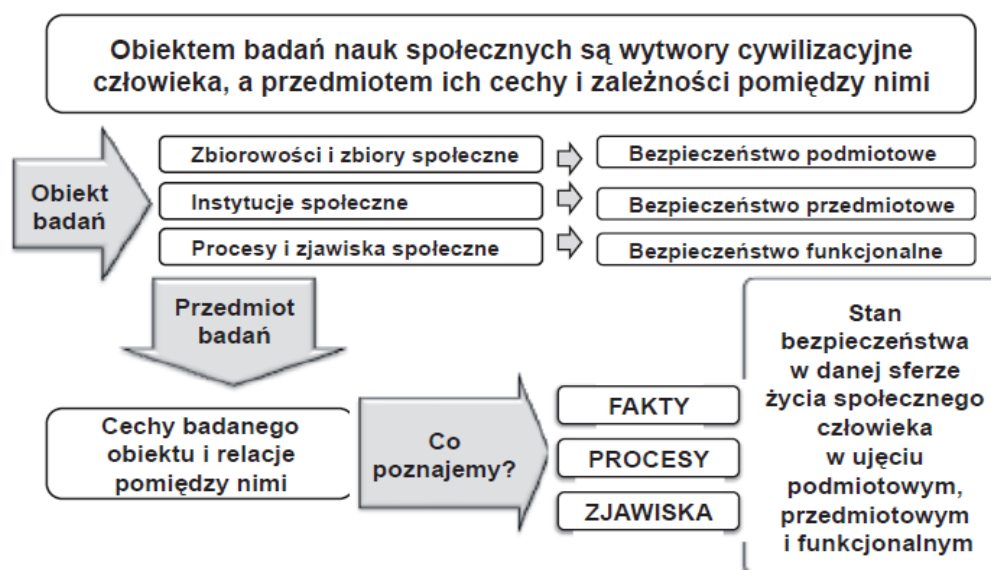 Obiektem badań nauk społecznych są wytwory cywilizacyjne
człowieka, a przedmiotem ich cechy i zależności pomiędzy nimi
Obiekt
badań
Zbiorowości i zbiory społeczne
Bezpieczeństwo podmiotowe
Instytucje społeczne
Bezpieczeństwo przedmiotowe
Procesy i zjawiska społeczne
Bezpieczeństwo funkcjonalne
Przedmiot
badań
Cechy badanego
obiektu i relacje
pomiędzy nimi
Co
poznajemy?
FAKTY
PROCESY
ZJAWISKA
Stan
bezpieczeństwa
w danej sferze
życia społecznego
człowieka
w ujęciu
podmiotowym,
przedmiotowym
i funkcjonalnym